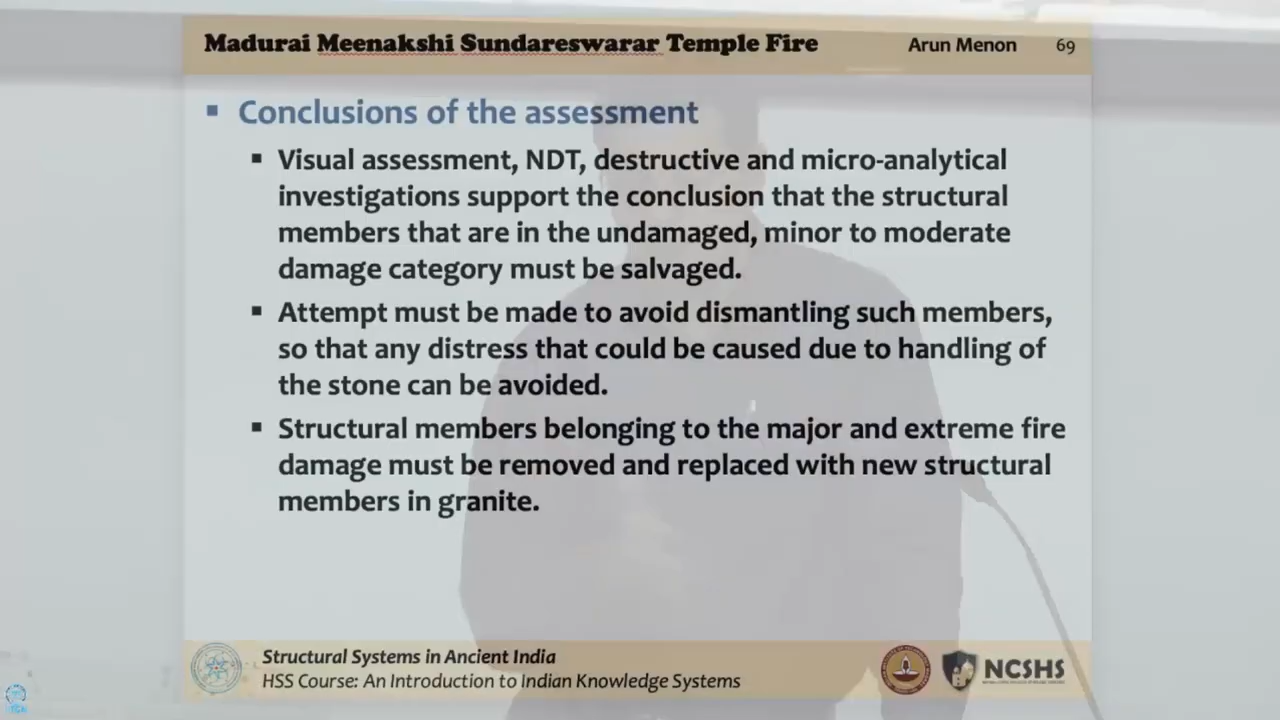 Madurai Meenakshi Sundareswarar Temple Fire
Arun Menon 69
Conclusions of the assessment
Visual assessment, NDT, destructive and micro-analytical
investigations support the conclusion that the structural
members that are in the undamaged, minor to moderate
damage category must be salvaged.
Attempt must be made to avoid dismantling such members,
so that any distress that could be caused due to handling of
the stone can be avoided.
Structural members belonging to the major and extreme fire
damage must be removed and replaced with new structural
members in granite.
Structural Systems in Ancient India
HSS Course: An Introduction to Indian Knowledge Systems
NCSHS